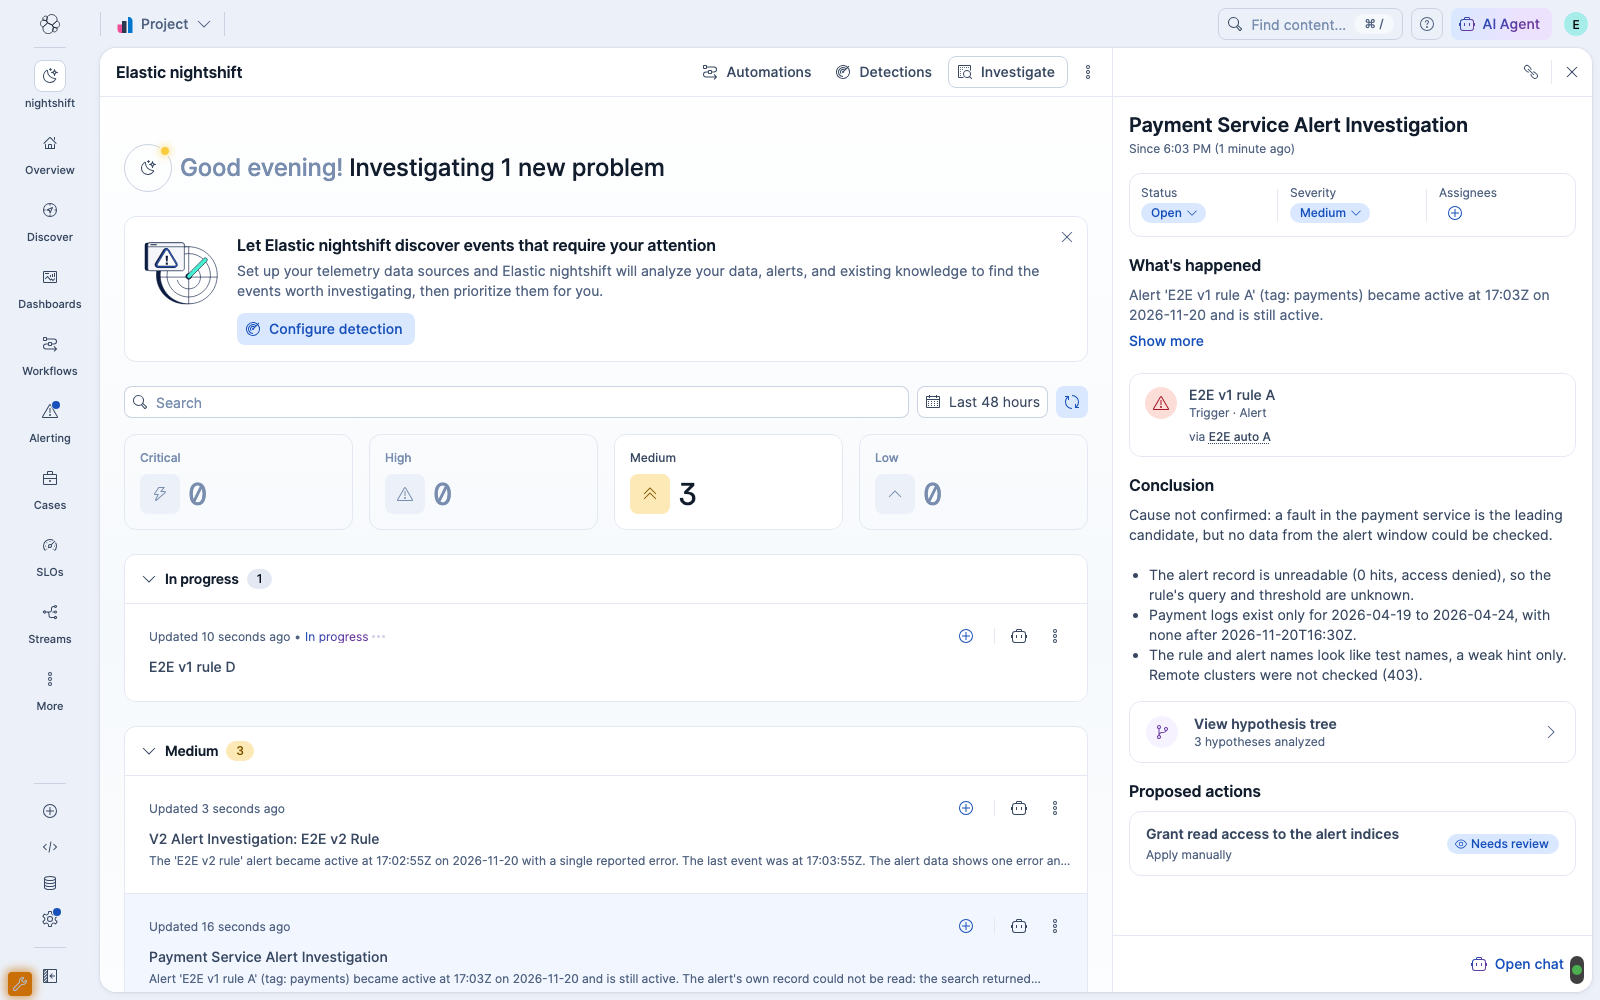 Project
Find content...
⌘ /
AI Agent
E
nightshift
Overview
Discover
Dashboards
Workflows
Alerting
Cases
SLOs
Streams
More
Elastic nightshift
Automations
Detections
Investigate
Good evening! Investigating 1 new problem
Let Elastic nightshift discover events that require your attention
Set up your telemetry data sources and Elastic nightshift will analyze your data, alerts, and existing knowledge to find the
events worth investigating, then prioritize them for you.
Configure detection
Search
Last 48 hours
Critical
0
High
0
Medium
3
Low
0
In progress 1
Updated 10 seconds ago • In progress
E2E v1 rule D
Medium 3
Updated 3 seconds ago
V2 Alert Investigation: E2E v2 Rule
The 'E2E v2 rule' alert became active at 17:02:55Z on 2026-11-20 with a single reported error. The last event was at 17:03:55Z. The alert data shows one error an...
Updated 16 seconds ago
Payment Service Alert Investigation
Alert 'E2E v1 rule A' (tag: payments) became active at 17:03Z on 2026-11-20 and is still active. The alert's own record could not be read: the search returned...
Payment Service Alert Investigation
Since 6:03 PM (1 minute ago)
Status
Open
Severity
Medium
Assignees
What's happened
Alert 'E2E v1 rule A' (tag: payments) became active at 17:03Z on
2026-11-20 and is still active.
Show more
E2E v1 rule A
Trigger · Alert
via E2E auto A
Conclusion
Cause not confirmed: a fault in the payment service is the leading
candidate, but no data from the alert window could be checked.
• The alert record is unreadable (0 hits, access denied), so the
rule's query and threshold are unknown.
• Payment logs exist only for 2026-04-19 to 2026-04-24, with
none after 2026-11-20T16:30Z.
• The rule and alert names look like test names, a weak hint only.
Remote clusters were not checked (403).
View hypothesis tree
3 hypotheses analyzed
Proposed actions
Grant read access to the alert indices
Apply manually
Needs review
Open chat